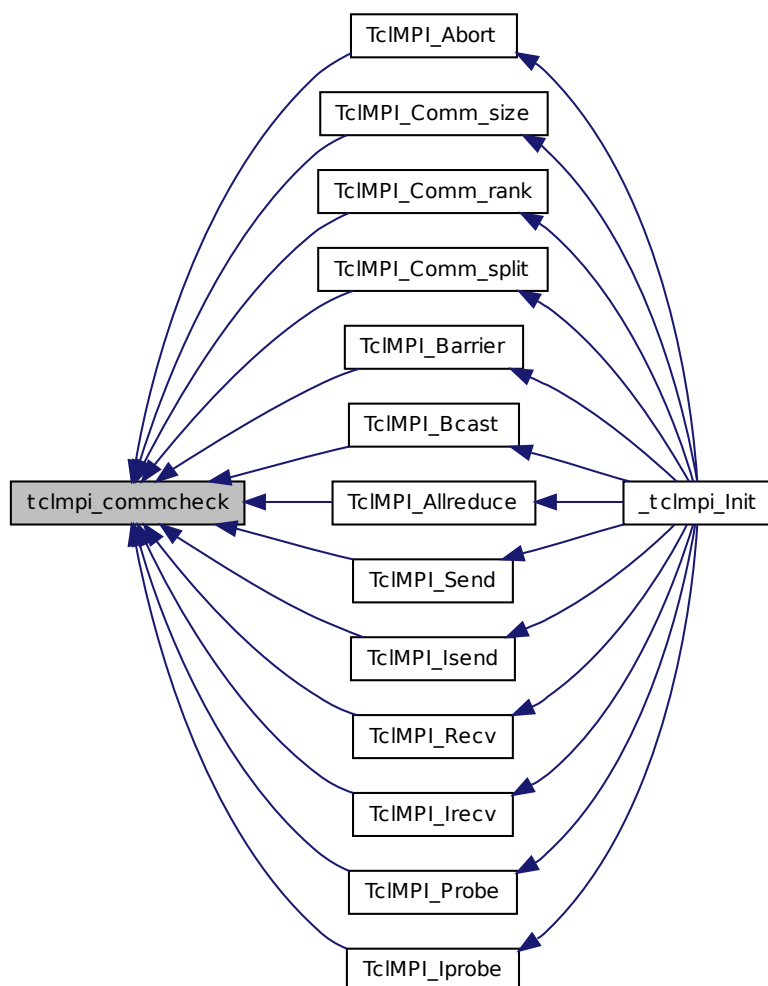 TclMPI_Abort
TclMPI_Comm_size
TclMPI_Comm_rank
TclMPI_Comm_split
TclMPI_Barrier
TclMPI_Bcast
tclmpi_commcheck
TclMPI_Allreduce
_tclmpi_Init
TclMPI_Send
TclMPI_Isend
TclMPI_Recv
TclMPI_Irecv
TclMPI_Probe
TclMPI_Iprobe